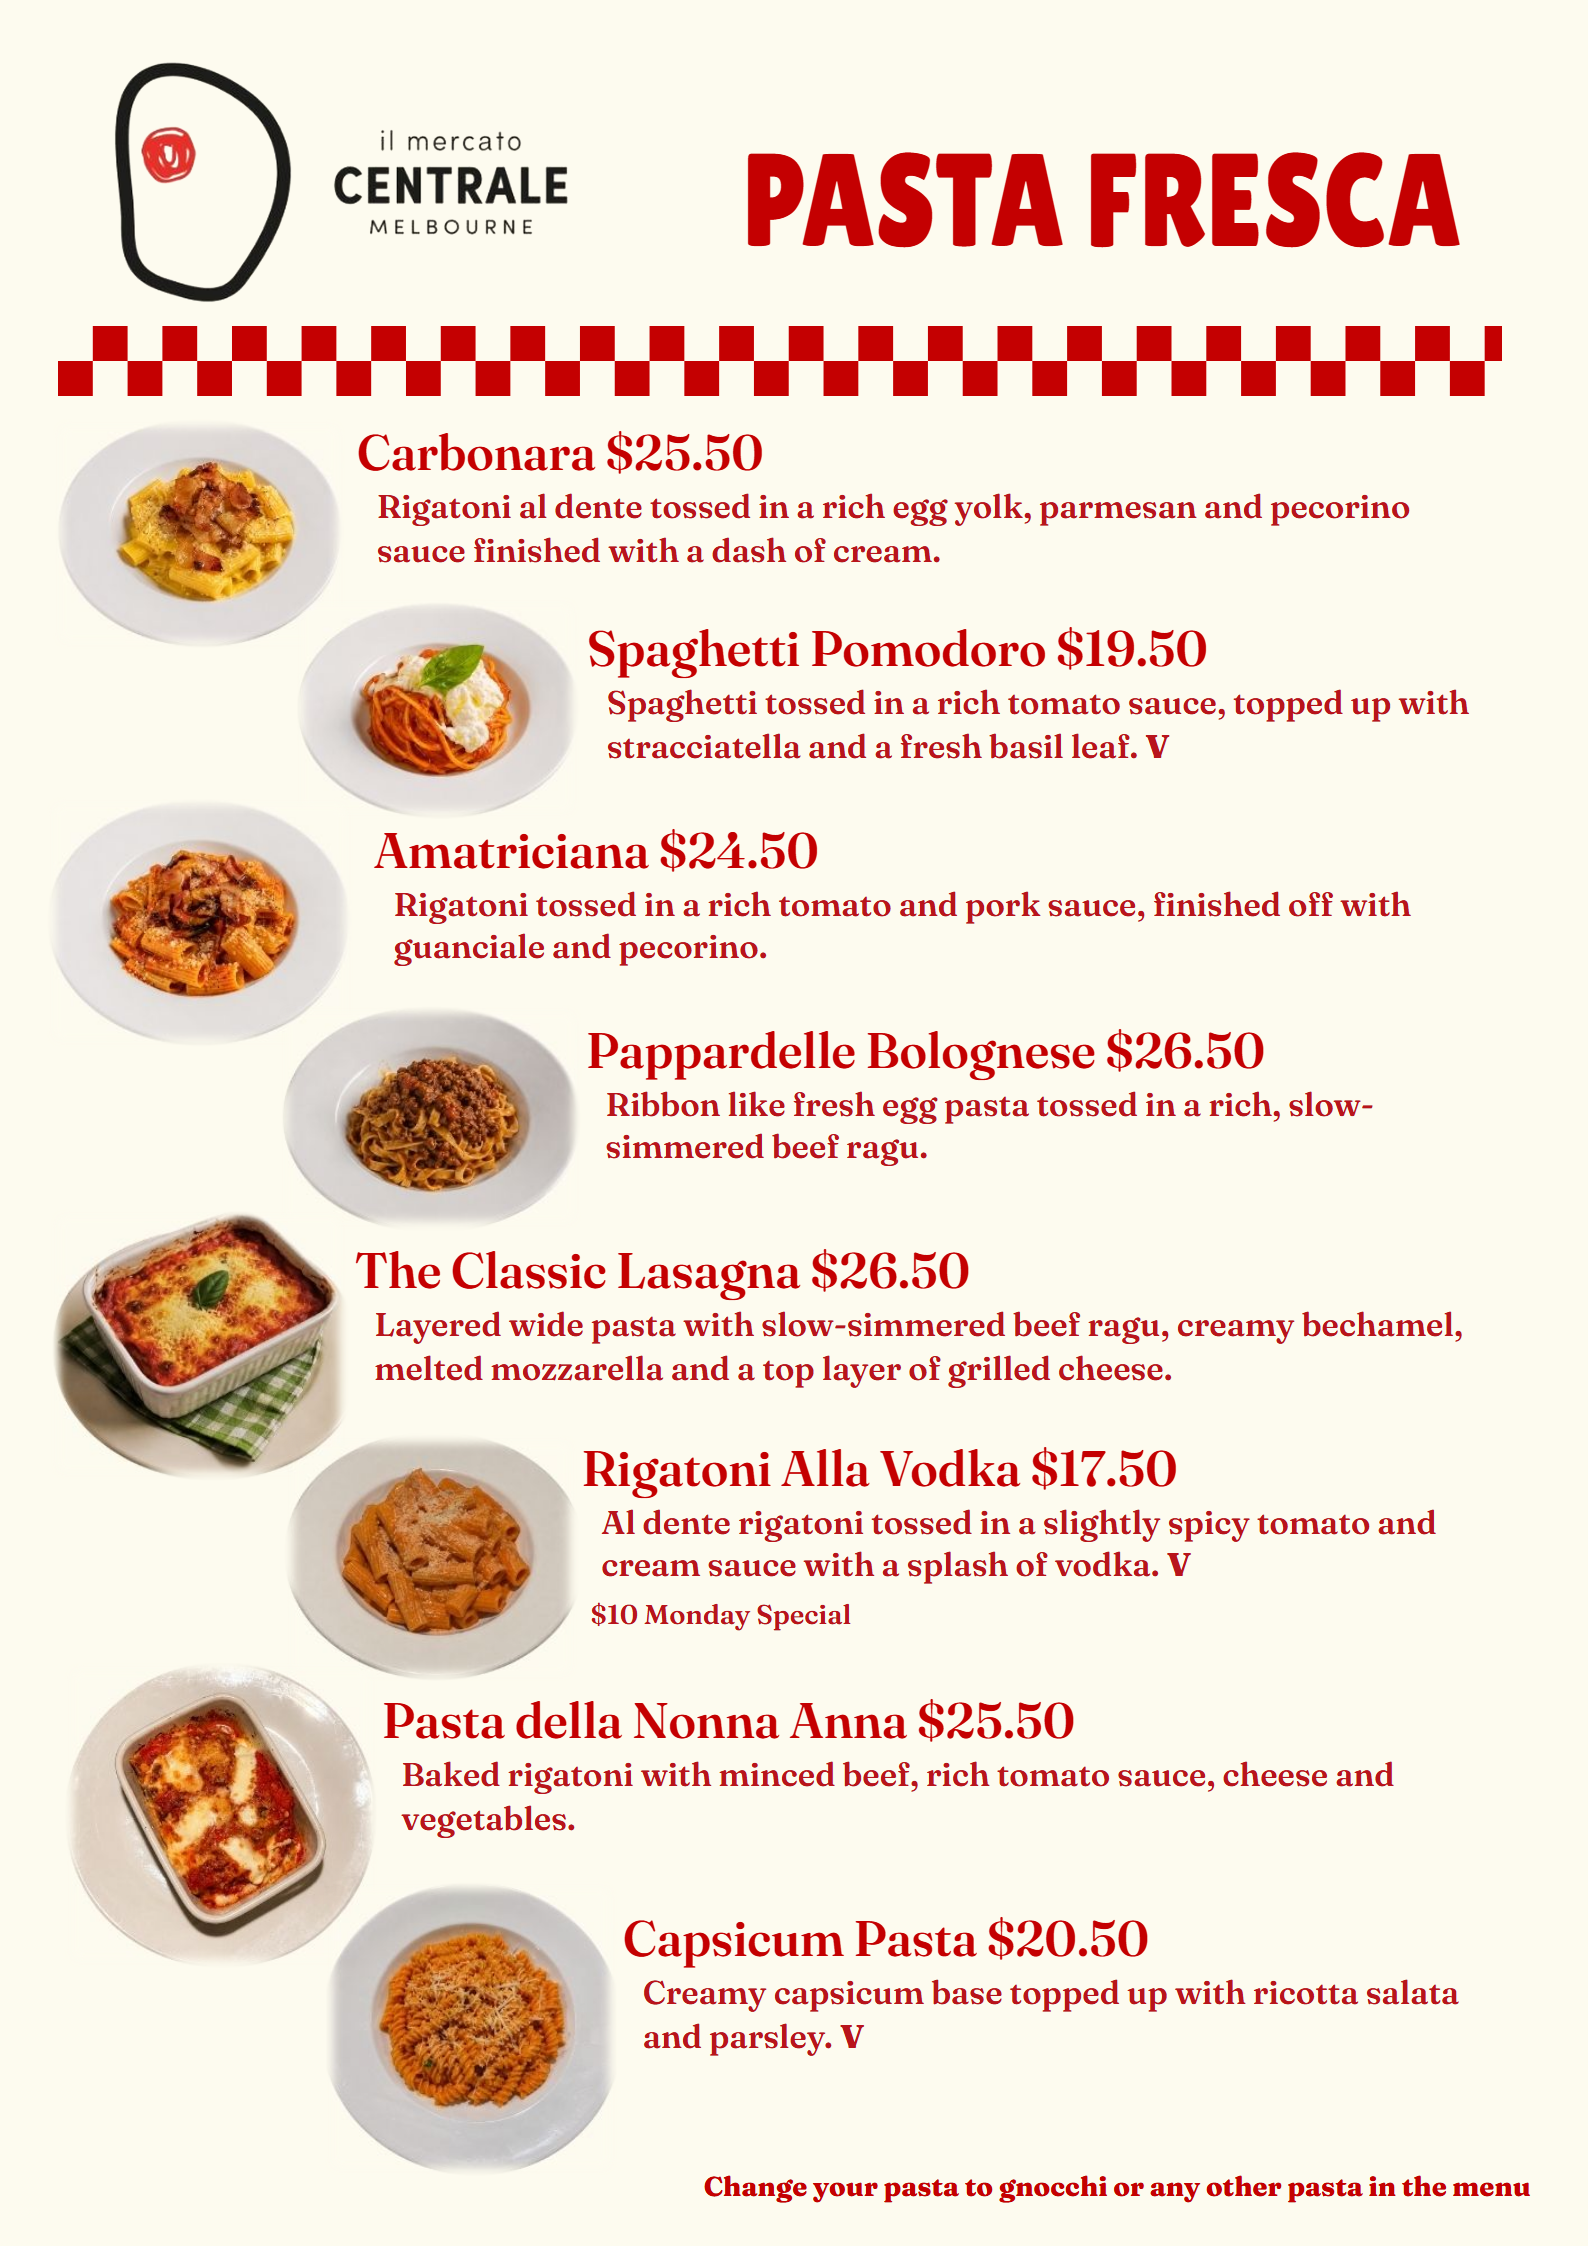 il mercato
CENTRALE
MELBOURNE
PASTA FRESCA
Carbonara $25.50
Rigatoni al dente tossed in a rich egg yolk, parmesan and pecorino
sauce finished with a dash of cream.
Spaghetti Pomodoro $19.50
Spaghetti tossed in a rich tomato sauce, topped up with
stracciatella and a fresh basil leaf. V
Amatriciana $24.50
Rigatoni tossed in a rich tomato and pork sauce, finished off with
guanciale and pecorino.
Pappardelle Bolognese $26.50
Ribbon like fresh egg pasta tossed in a rich, slow-
simmered beef ragu.
The Classic Lasagna $26.50
Layered wide pasta with slow-simmered beef ragu, creamy bechamel,
melted mozzarella and a top layer of grilled cheese.
Rigatoni Alla Vodka $17.50
Al dente rigatoni tossed in a slightly spicy tomato and
cream sauce with a splash of vodka. V
$10 Monday Special
Pasta della Nonna Anna $25.50
Baked rigatoni with minced beef, rich tomato sauce, cheese and
vegetables.
Capsicum Pasta $20.50
Creamy capsicum base topped up with ricotta salata
and parsley. V
Change your pasta to gnocchi or any other pasta in the menu